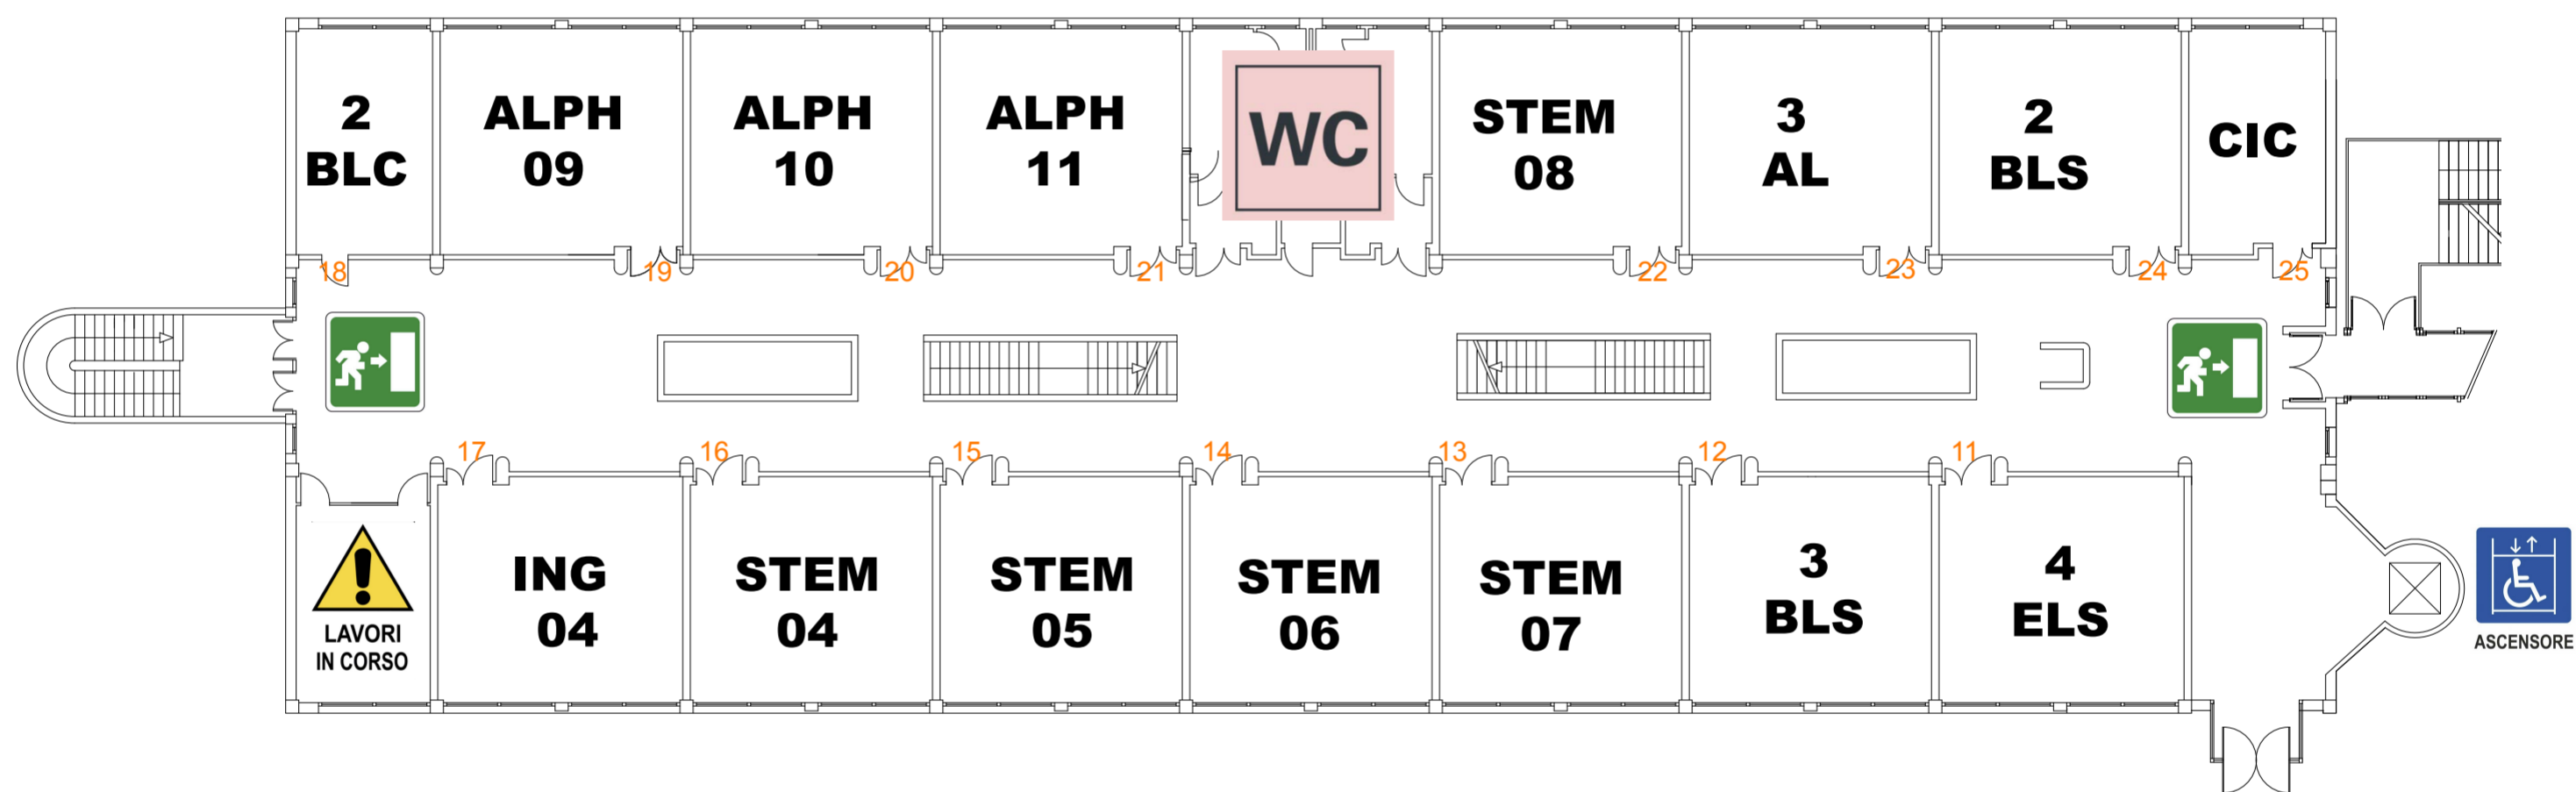 2
BLC
ALPH
09
ALPH
10
ALPH
11
WC
STEM
08
3
AL
2
BLS
CIC
18
19
20
21
22
23
24
25
17
16
15
14
13
12
11
LAVORI
IN CORSO
ING
04
STEM
04
STEM
05
STEM
06
STEM
07
3
BLS
4
ELS
ASCENSORE